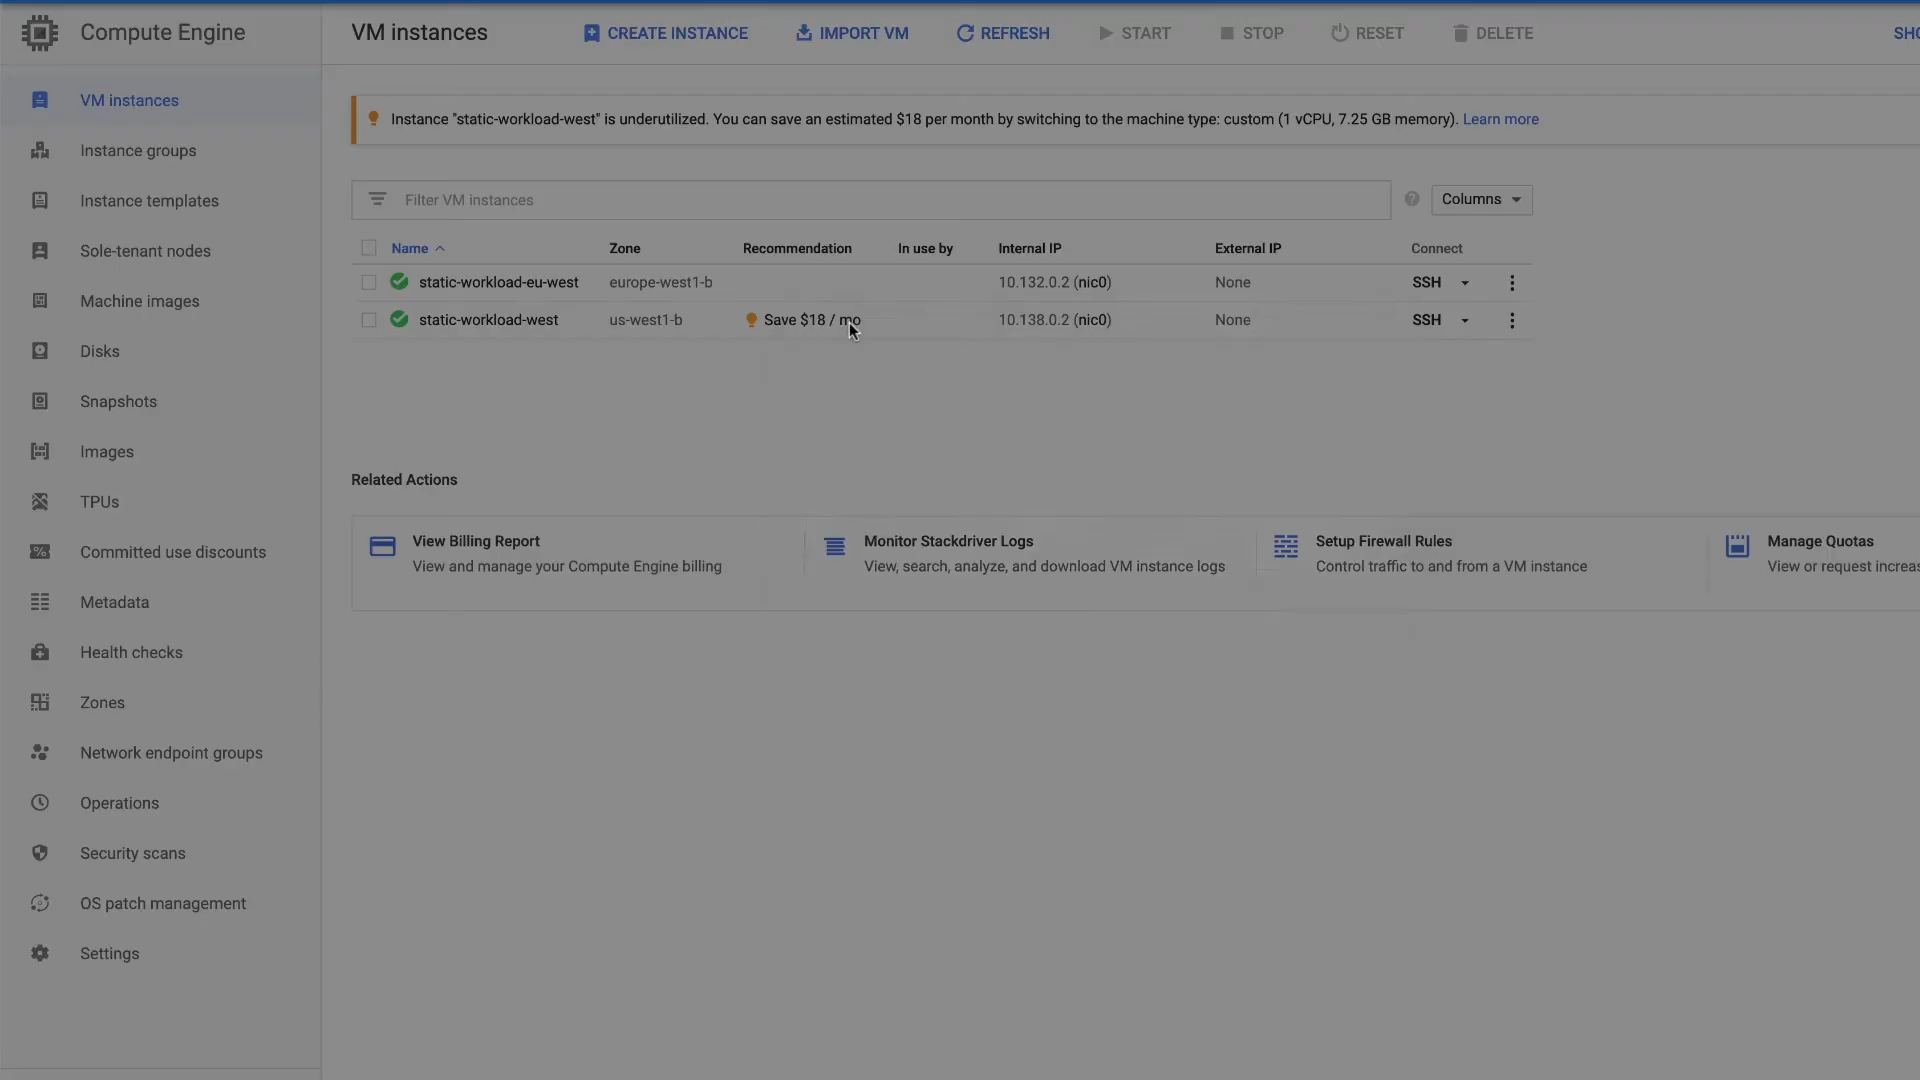 Compute Engine
VM instances
CREATE INSTANCE
IMPORT VM
REFRESH
START
STOP
RESET
DELETE
VM instances
Instance groups
Instance templates
Sole-tenant nodes
Machine images
Disks
Snapshots
Images
TPUs
Committed use discounts
Metadata
Health checks
Zones
Network endpoint groups
Operations
Security scans
OS patch management
Settings
Instance "static-workload-west" is underutilized. You can save an estimated $18 per month by switching to the machine type: custom (1 vCPU, 7.25 GB memory). Learn more
Filter VM instances
Columns
Name Zone Recommendation In use by Internal IP External IP Connect
static-workload-eu-west europe-west1-b 10.132.0.2 (nic0) None SSH
static-workload-west us-west1-b Save $18 / mo 10.138.0.2 (nic0) None SSH
Related Actions
View Billing Report
View and manage your Compute Engine billing
Monitor Stackdriver Logs
View, search, analyze, and download VM instance logs
Setup Firewall Rules
Control traffic to and from a VM instance
Manage Quotas
View or request